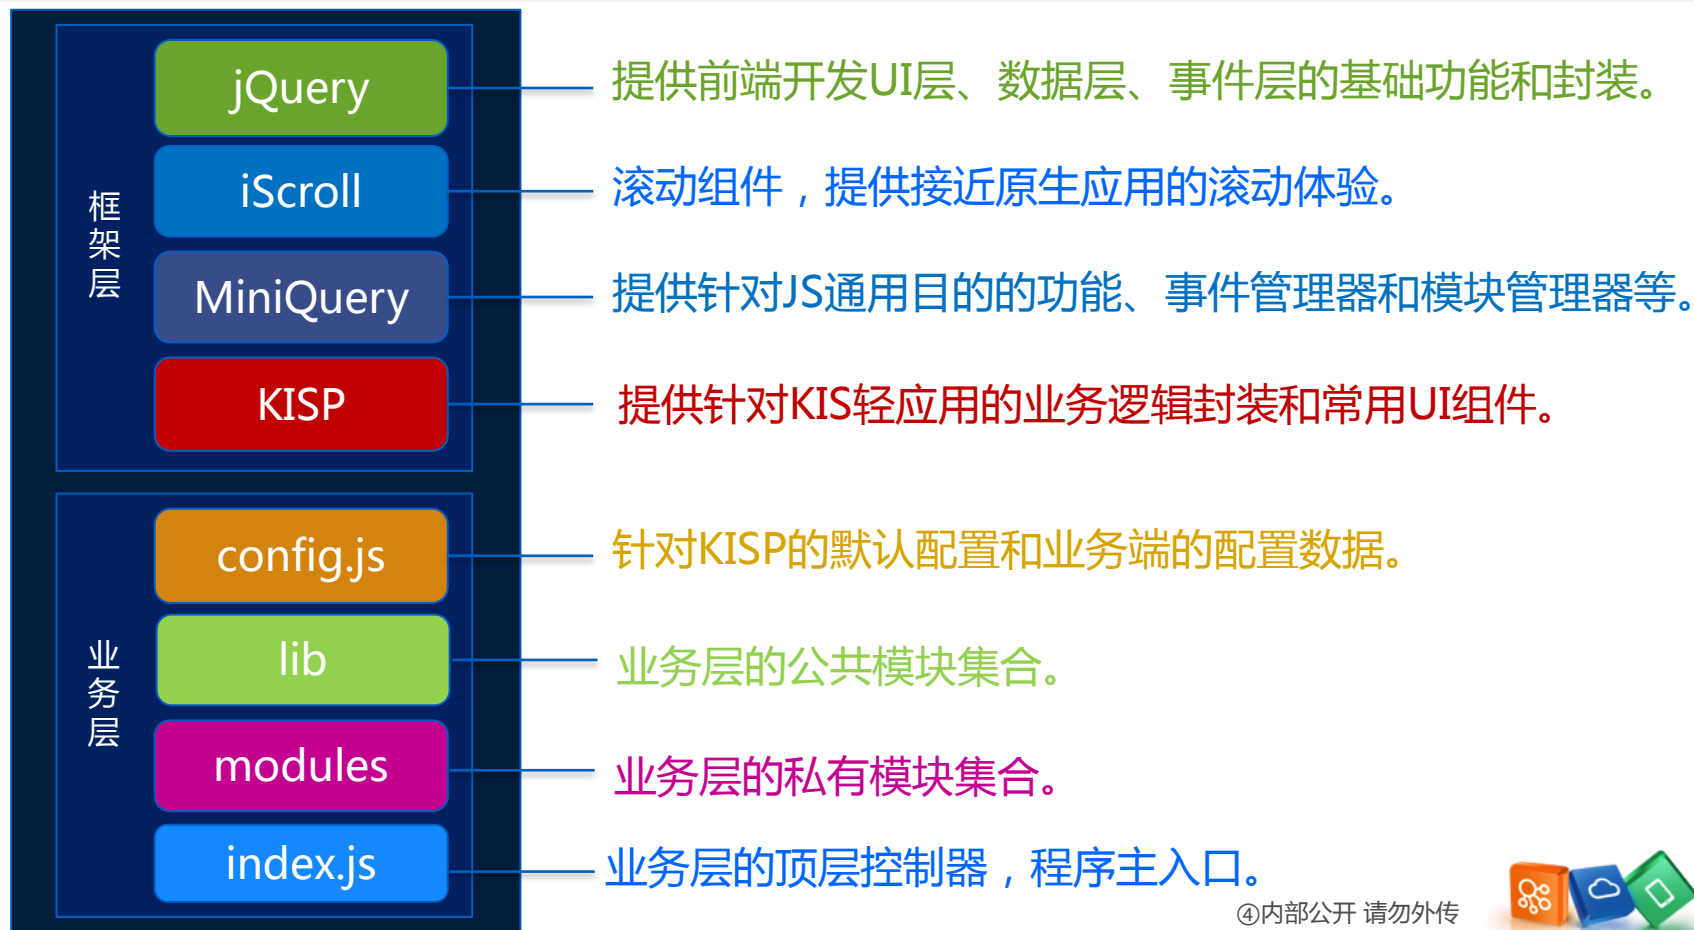 框架层
jQuery
提供前端开发UI层、数据层、事件层的基础功能和封装。
iScroll
滚动组件，提供接近原生应用的滚动体验。
MiniQuery
提供针对JS通用目的的功能、事件管理器和模块管理器等。
KISP
提供针对KIS轻应用的业务逻辑封装和常用UI组件。
业务层
config.js
针对KISP的默认配置和业务端的配置数据。
lib
业务层的公共模块集合。
modules
业务层的私有模块集合。
index.js
业务层的顶层控制器，程序主入口。
④内部公开 请勿外传